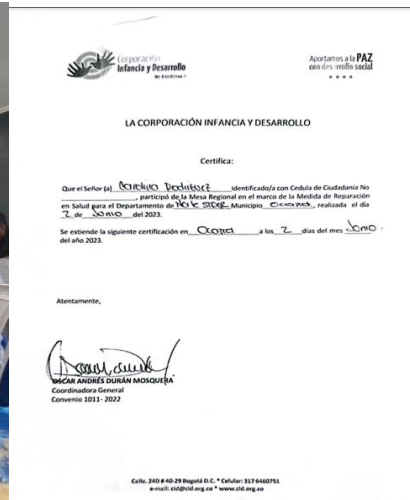 Corporación
Infancia y Desarrollo
Aportamos a la PAZ
con desarrollo social
LA CORPORACIÓN INFANCIA Y DESARROLLO
Certifica:
Que el Señor (a) Carolina Rodriguez identificado/a con Cedula de Ciudadanía No
, participó de la Mesa Regional en el marco de la Medida de Reparación
en Salud para el Departamento de Norte Municipio Ocaña, realizada el día
2 de Junio del 2023.
Se extiende la siguiente certificación en Ocaña a los 2 días del mes Junio.
del año 2023.
Atentamente,
OSCAR ANDRÉS DURÁN MOSQUERA
Coordinadora General
Convenio 1011- 2022
Calle. 24D # 40-29 Bogotá D.C. * Celular: 317 6460751
e-mail: cid@cid.org.co * www.cid.org.co